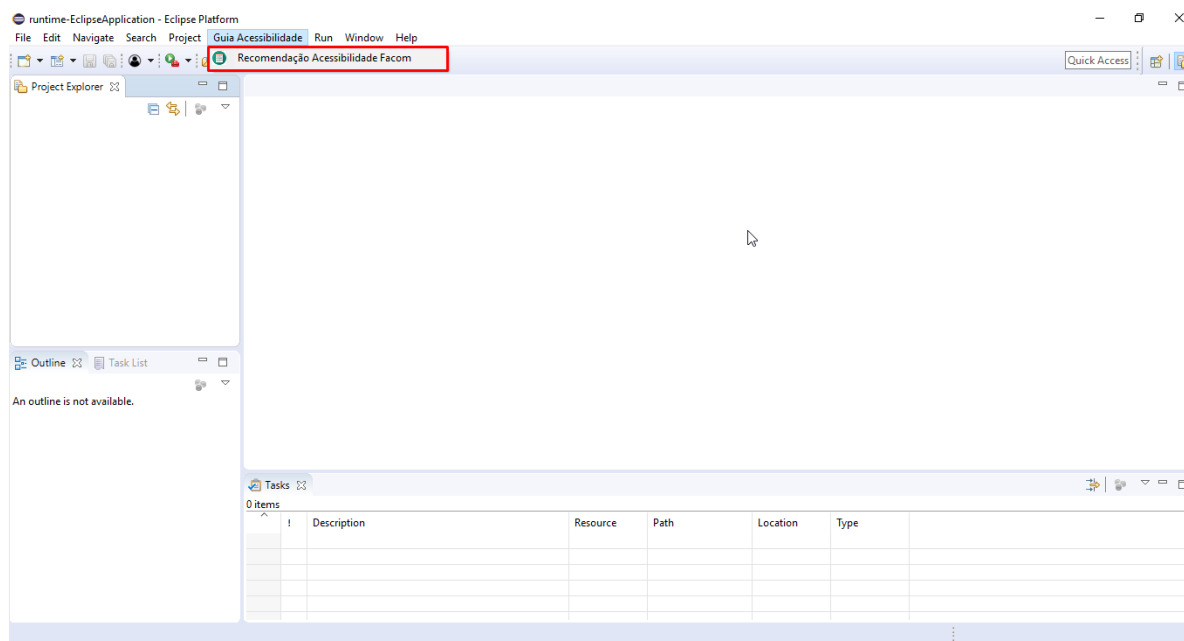 runtime-EclipseApplication - Eclipse Platform
File Edit Navigate Search Project Guia Acessibilidade Run Window Help
Recomendação Acessibilidade Facom
Quick Access
Project Explorer
Outline Task List
An outline is not available.
Tasks
0 items
! Description Resource Path Location Type